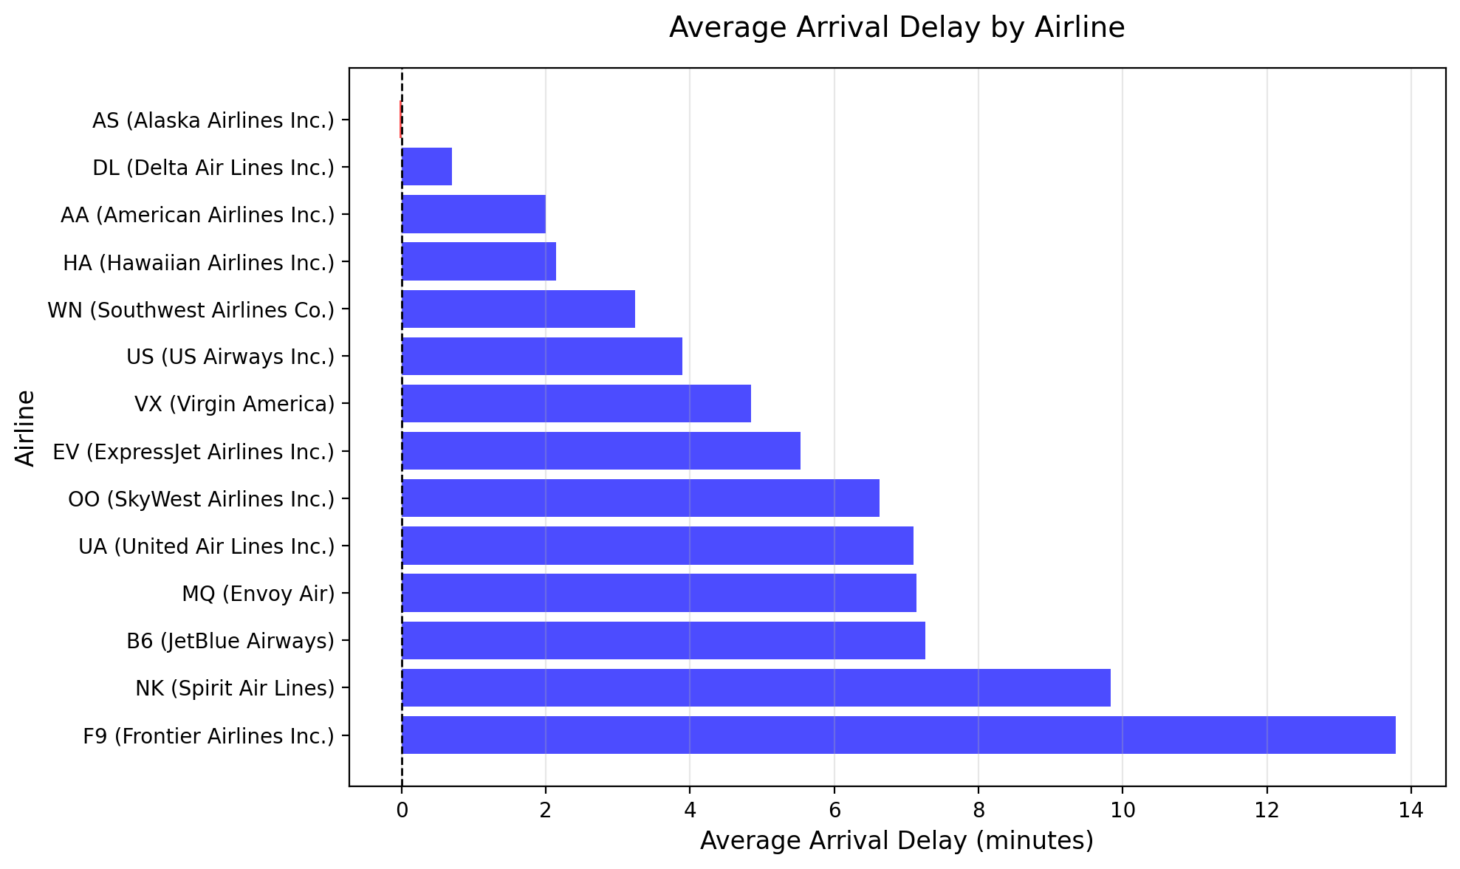 Average Arrival Delay by Airline
Airline
AS (Alaska Airlines Inc.)
DL (Delta Air Lines Inc.)
AA (American Airlines Inc.)
HA (Hawaiian Airlines Inc.)
WN (Southwest Airlines Co.)
US (US Airways Inc.)
VX (Virgin America)
EV (ExpressJet Airlines Inc.)
OO (SkyWest Airlines Inc.)
UA (United Air Lines Inc.)
MQ (Envoy Air)
B6 (JetBlue Airways)
NK (Spirit Air Lines)
F9 (Frontier Airlines Inc.)
0 2 4 6 8 10 12 14
Average Arrival Delay (minutes)